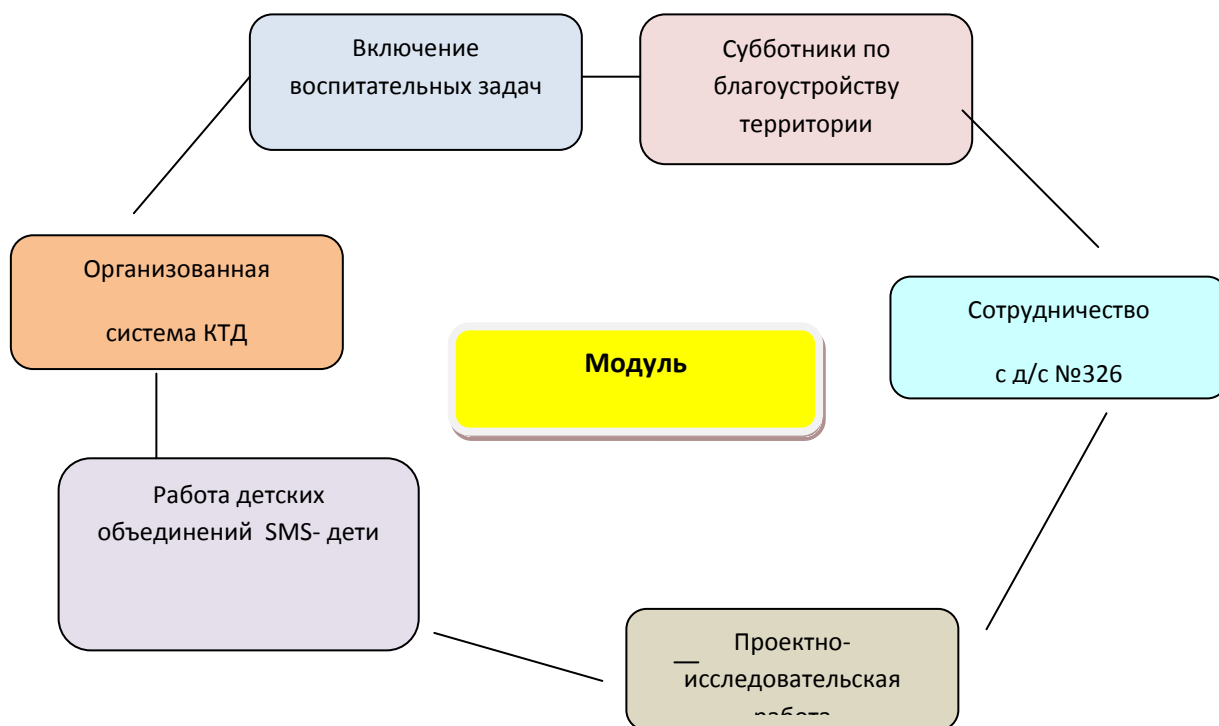 Включение
воспитательных задач
Субботники по
благоустройству
территории
Организованная
система КТД
Сотрудничество
с д/с №326
Модуль
Работа детских
объединений SMS- дети
Проектно-
исследовательская
работа